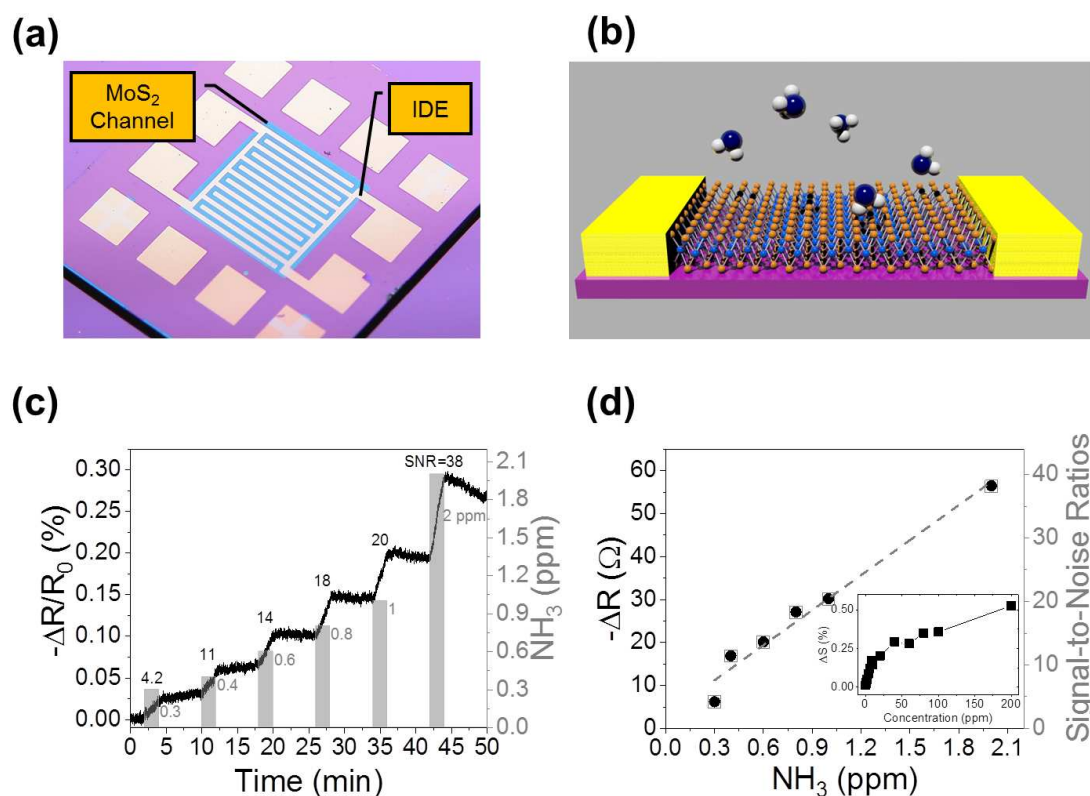 (a)
MoS₂
Channel
IDE
(b)
(c)
-ΔR/R₀ (%)
0.30
0.25
0.20
0.15
0.10
0.05
0.00
4.2
11
14
18
20
SNR=38
0.3
0.4
0.6
0.8
1
2 ppm
2.1
1.8
1.5
1.2
0.9
0.6
0.3
0.0
NH₃ (ppm)
0 5 10 15 20 25 30 35 40 45 50
Time (min)
(d)
-ΔR (Ω)
60
55
50
45
40
35
30
25
20
15
10
5
0
40
30
20
10
0
Signal-to-Noise Ratios
ΔS (%)
0.50
0.25
0.00
0 50 100 150 200
Concentration (ppm)
0.0 0.3 0.6 0.9 1.2 1.5 1.8 2.1
NH₃ (ppm)